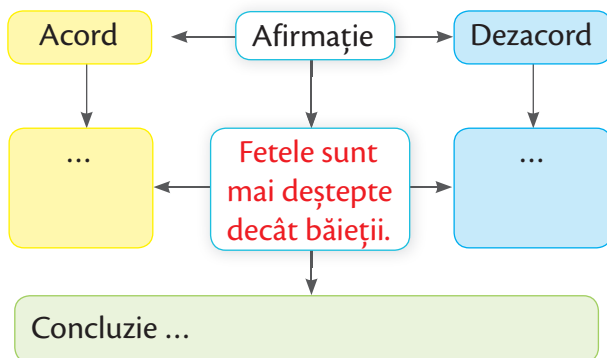 Acord
Afirmație
Dezacord
...
Fetele sunt
mai deștepte
decât băieții.
...
Concluzie ...